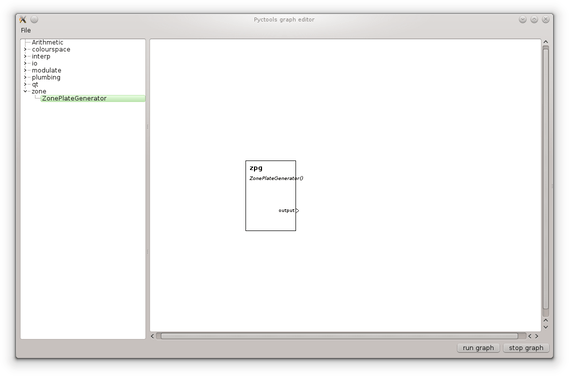 Pyctools graph editor
File
Arithmetic
colourspace
interp
io
modulate
plumbing
qt
zone
ZonePlateGenerator
zpg
ZonePlateGenerator()
output
run graph
stop graph